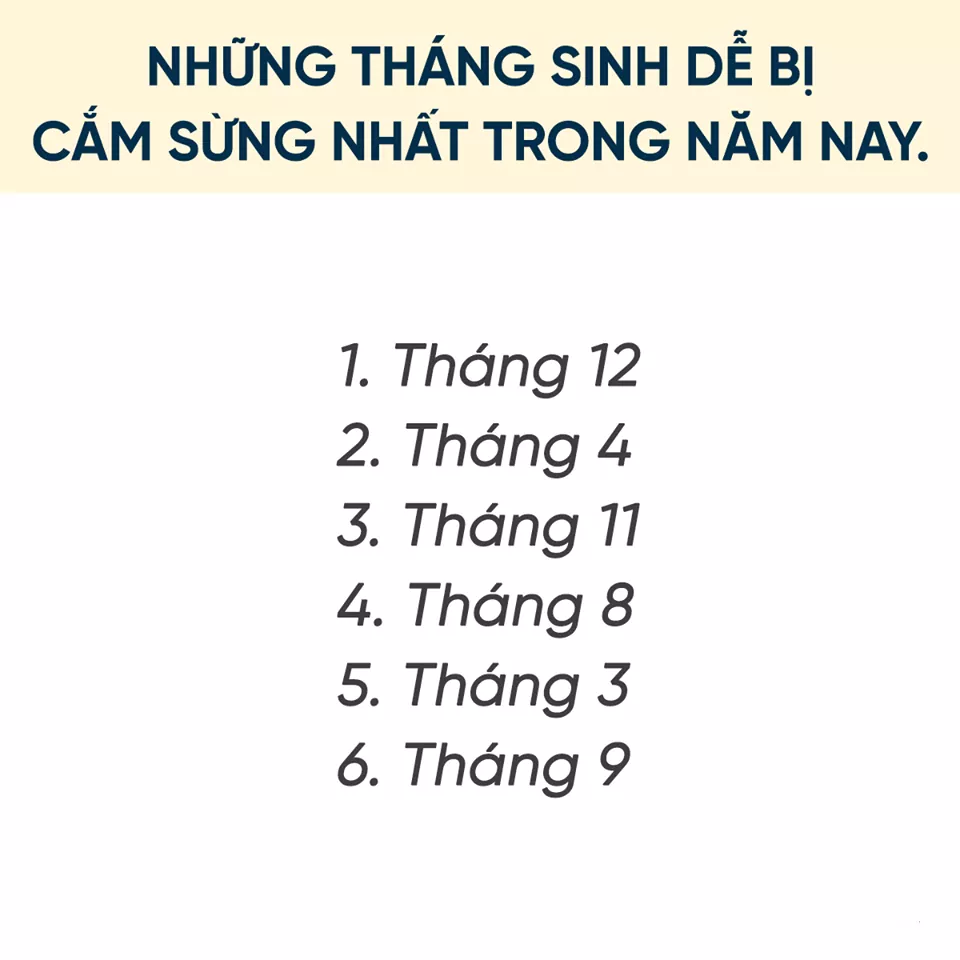 NHỮNG THÁNG SINH DỄ BỊ
CẮM SỪNG NHẤT TRONG NĂM NAY.
1. Tháng 12
2. Tháng 4
3. Tháng 11
4. Tháng 8
5. Tháng 3
6. Tháng 9